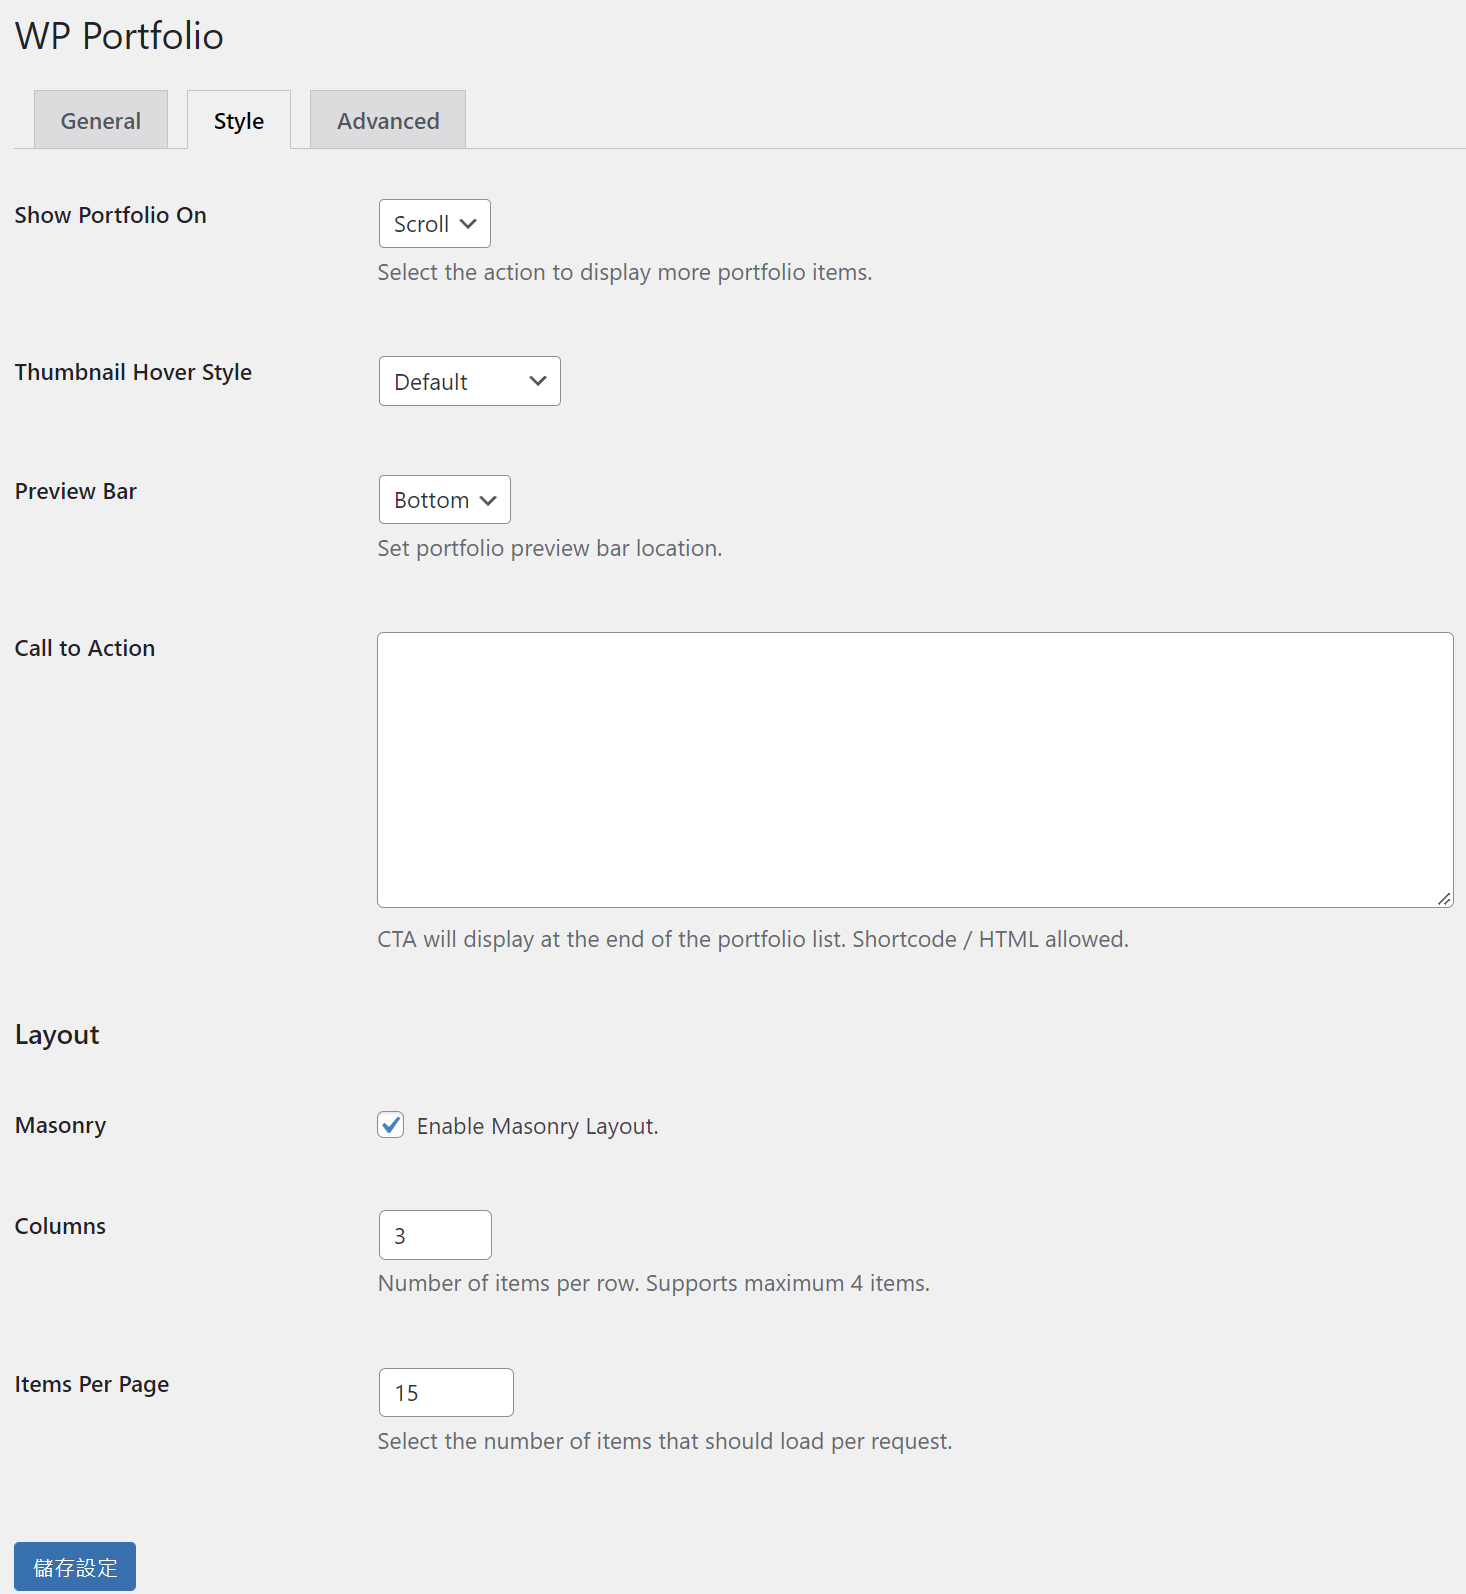 WP Portfolio
General Style Advanced
Show Portfolio On
Scroll
Select the action to display more portfolio items.
Thumbnail Hover Style
Default
Preview Bar
Bottom
Set portfolio preview bar location.
Call to Action
CTA will display at the end of the portfolio list. Shortcode / HTML allowed.
Layout
Masonry
Enable Masonry Layout.
Columns
3
Number of items per row. Supports maximum 4 items.
Items Per Page
15
Select the number of items that should load per request.
儲存設定